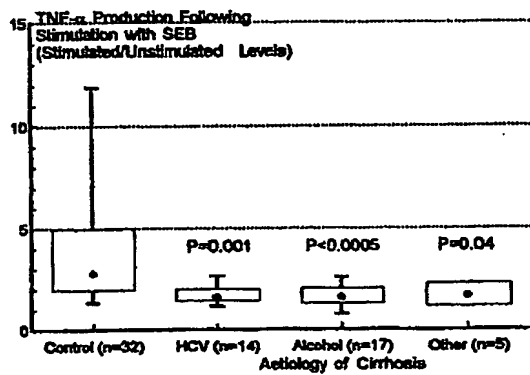 TNF-α Production Following
Stimulation with SEB
(Stimulated/Unstimulated Levels)
15
10
5
0
P=0.001 P<0.0005 P=0.04
Control (n=32) HCV (n=14) Alcohol (n=17) Other (n=5)
Aetiology of Cirrhosis